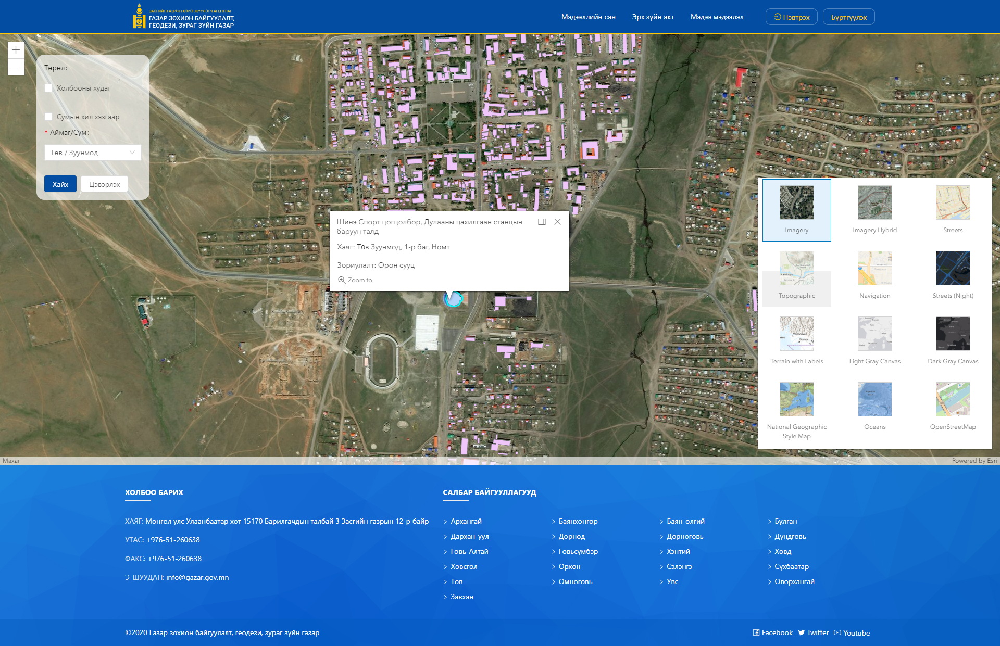 ЗАСГИЙН ГАЗРЫН ХЭРЭГЖҮҮЛЭГЧ АГЕНТЛАГ
ГАЗАР ЗОХИОН БАЙГУУЛАЛТ,
ГЕОДЕЗИ, ЗУРАГ ЗҮЙН ГАЗАР
Мэдээллийн сан
Эрх зүйн акт
Мэдээ мэдээлэл
Нэвтрэх
Бүртгүүлэх
Төрөл:
Холбооны худаг
Сумын хил хязгаар
* Аймаг/Сум:
Төв / Зуунмод
Хайх
Цэвэрлэх
Шинэ Спорт цогцолбор, Дулааны цахилгаан станцын
баруун талд
Хаяг: Төв Зуунмод, 1-р баг, Номт
Зориулалт: Орон сууц
Zoom to
Imagery
Imagery Hybrid
Streets
Topographic
Navigation
Streets (Night)
Terrain with Labels
Light Gray Canvas
Dark Gray Canvas
National Geographic
Style Map
Oceans
OpenStreetMap
Maxar
Powered by Esri
ХОЛБОО БАРИХ
ХАЯГ: Монгол улс Улаанбаатар хот 15170 Барилгачдын талбай 3 Засгийн газрын 12-р байр
УТАС: +976-51-260638
ФАКС: +976-51-260638
Э-ШУУДАН: info@gazar.gov.mn
САЛБАР БАЙГУУЛЛАГУУД
Архангай
Баянхонгор
Баян-өлгий
Булган
Дархан-уул
Дорнод
Дорноговь
Дундговь
Говь-Алтай
Говьсүмбэр
Хэнтий
Ховд
Хөвсгөл
Орхон
Сэлэнгэ
Сүхбаатар
Төв
Өмнөговь
Увс
Өвөрхангай
Завхан
©2020 Газар зохион байгуулалт, геодези, зураг зүйн газар
Facebook
Twitter
Youtube